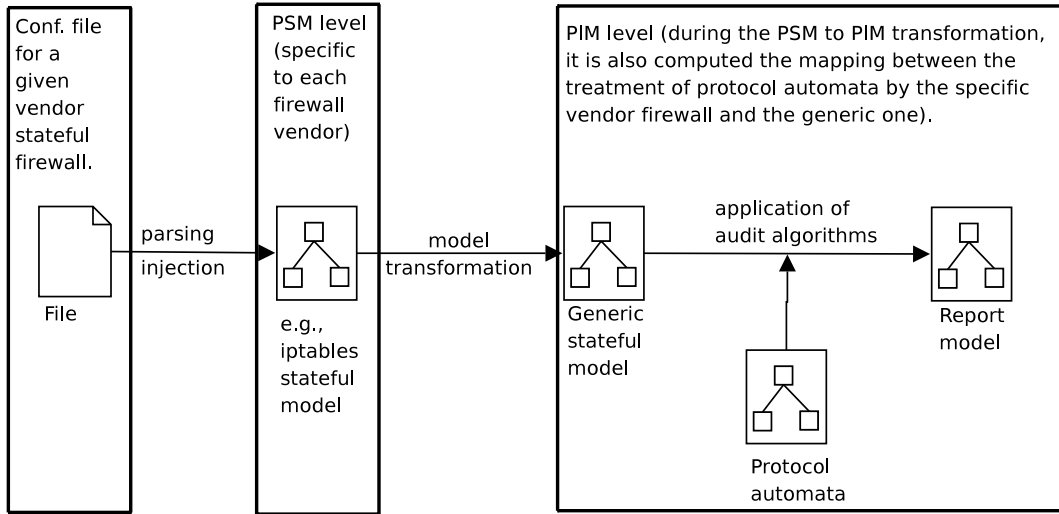 Conf. file
for a
given
vendor
stateful
firewall.
File
parsing
injection
PSM level
(specific
to each
firewall
vendor)
e.g.,
iptables
stateful
model
model
transformation
PIM level (during the PSM to PIM transformation,
it is also computed the mapping between the
treatment of protocol automata by the specific
vendor firewall and the generic one).
Generic
stateful
model
application of
audit algorithms
Protocol
automata
Report
model